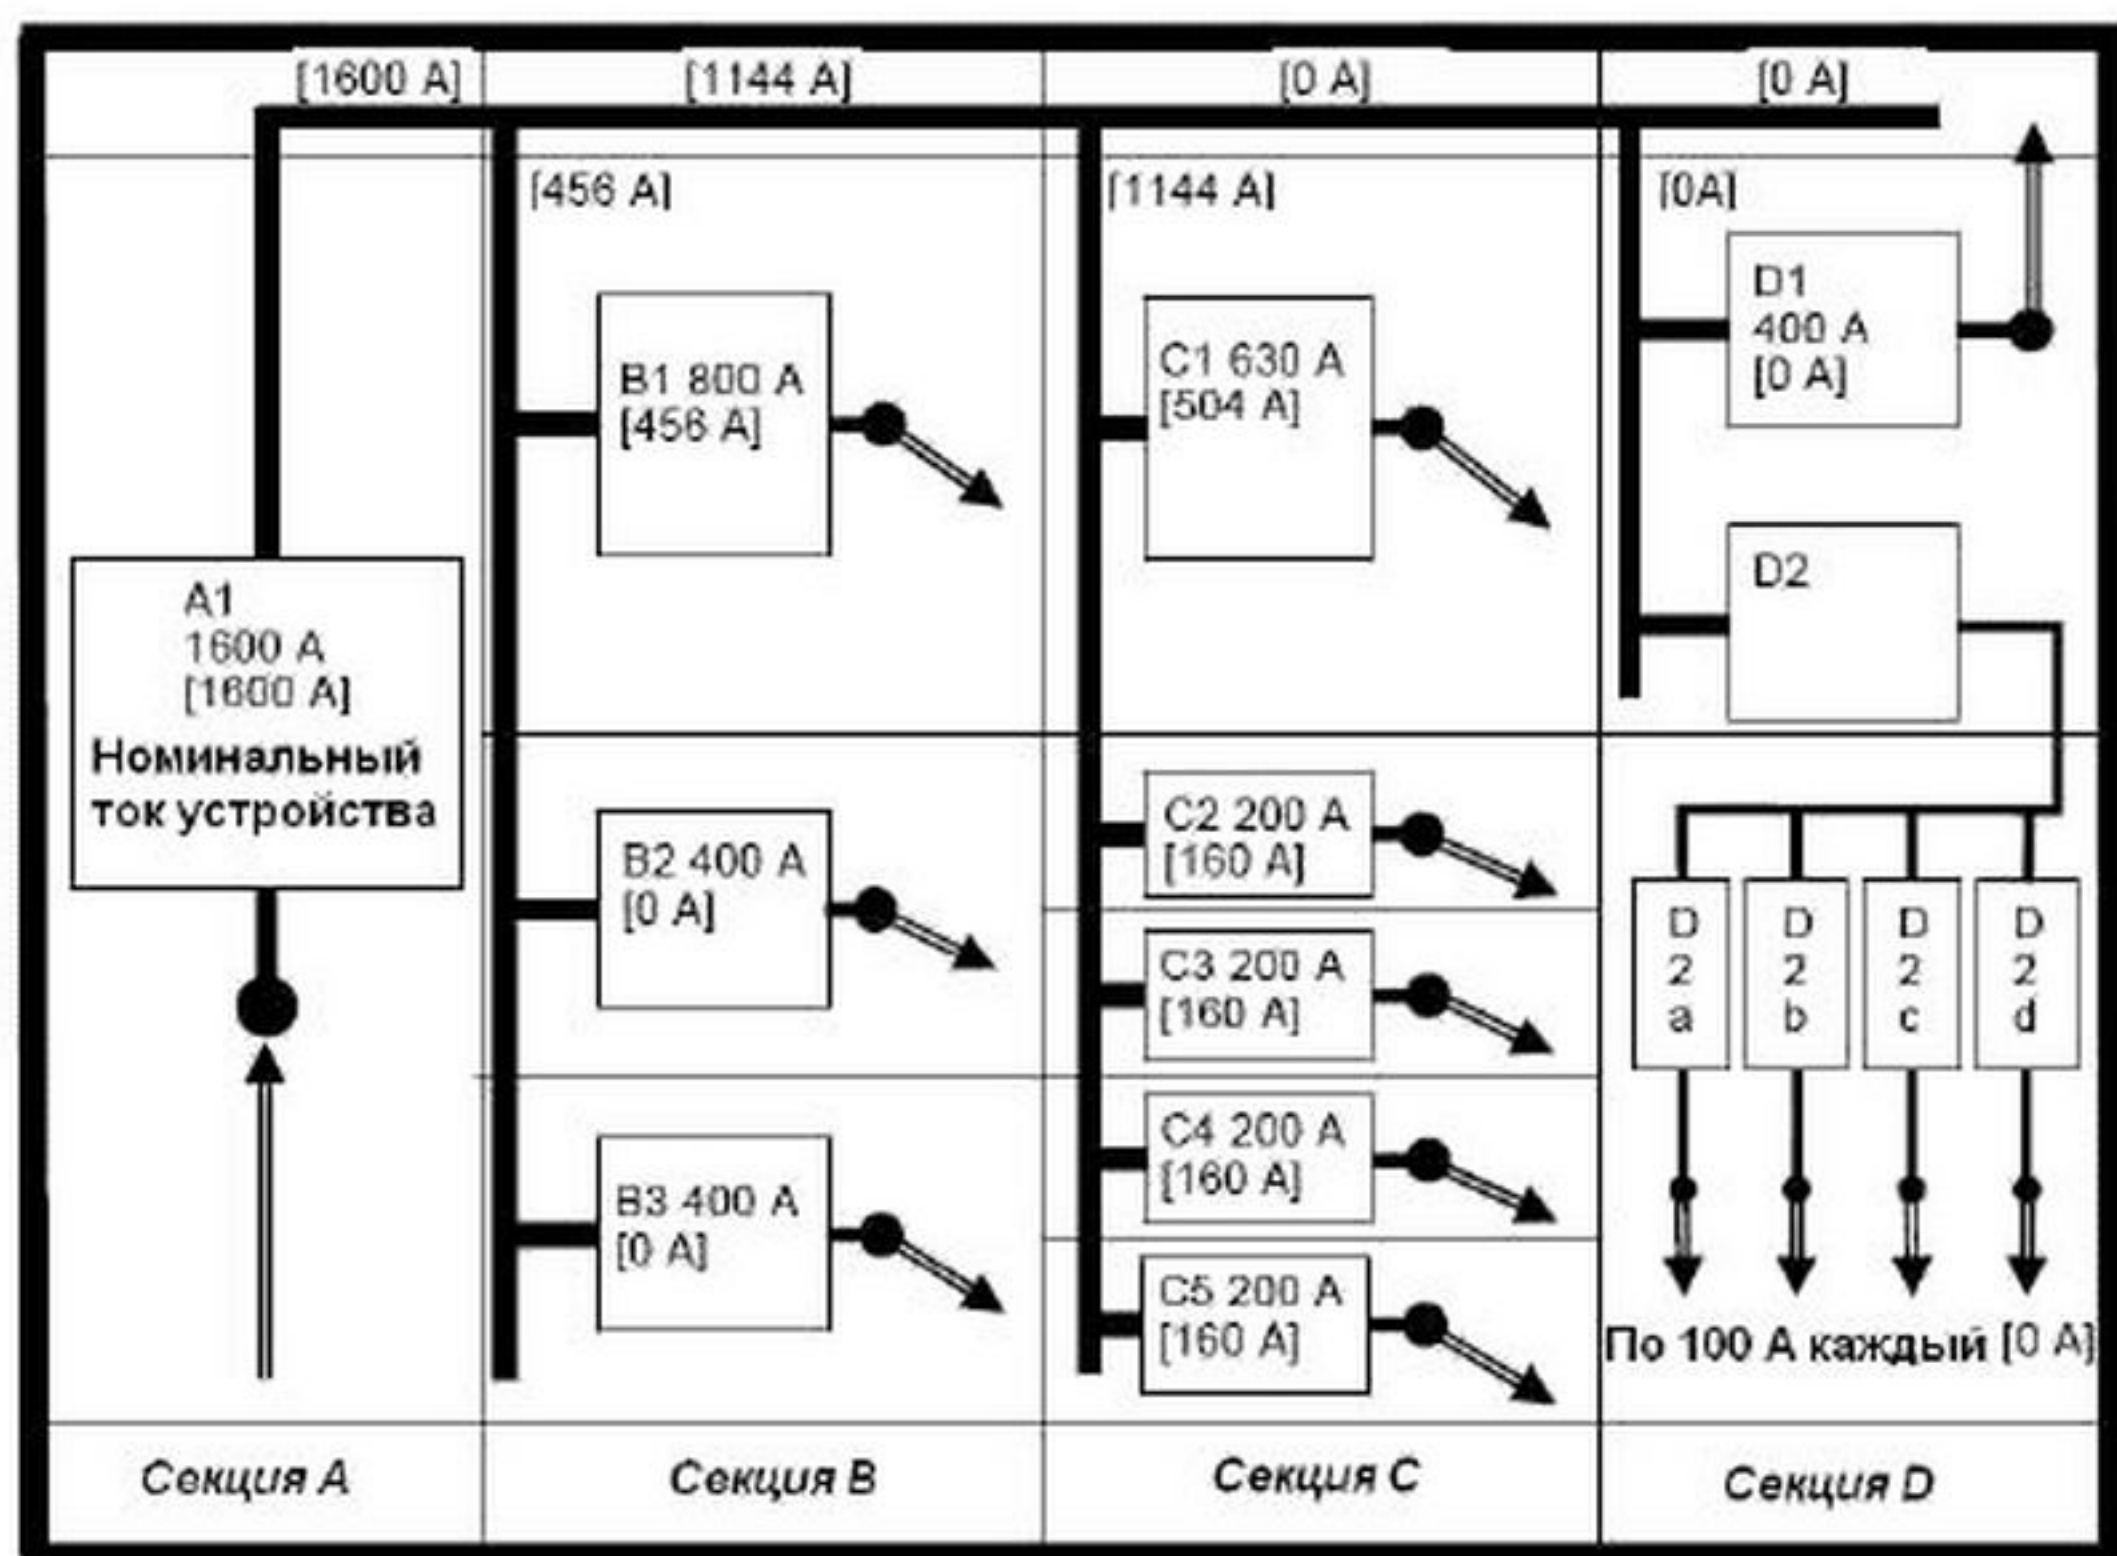 [1600 A]
[1144 A]
[0 A]
[0 A]
[456 A]
[1144 A]
[0A]
A1
1600 A
[1600 A]
Номинальный
ток устройства
B1 800 A
[456 A]
B2 400 A
[0 A]
B3 400 A
[0 A]
C1 630 A
[504 A]
C2 200 A
[160 A]
C3 200 A
[160 A]
C4 200 A
[160 A]
C5 200 A
[160 A]
D1
400 A
[0 A]
D2
D
2
a
D
2
b
D
2
c
D
2
d
По 100 А каждый [0 A]
Секция A
Секция B
Секция C
Секция D